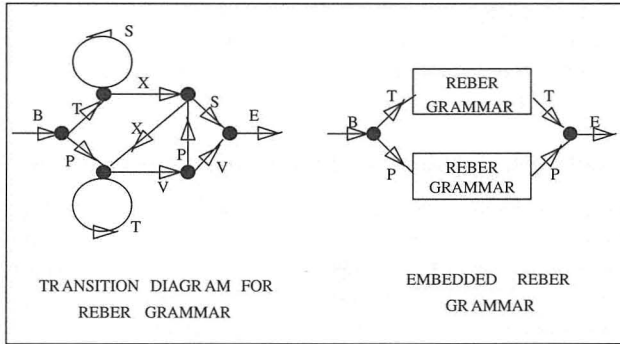 S
X
B
T
S
E
X
P
P
V
V
T
TRANSITION DIAGRAM FOR
REBER GRAMMAR
REBER
GRAMMAR
T
T
B
E
P
P
REBER
GRAMMAR
EMBEDDED REBER
GRAMMAR